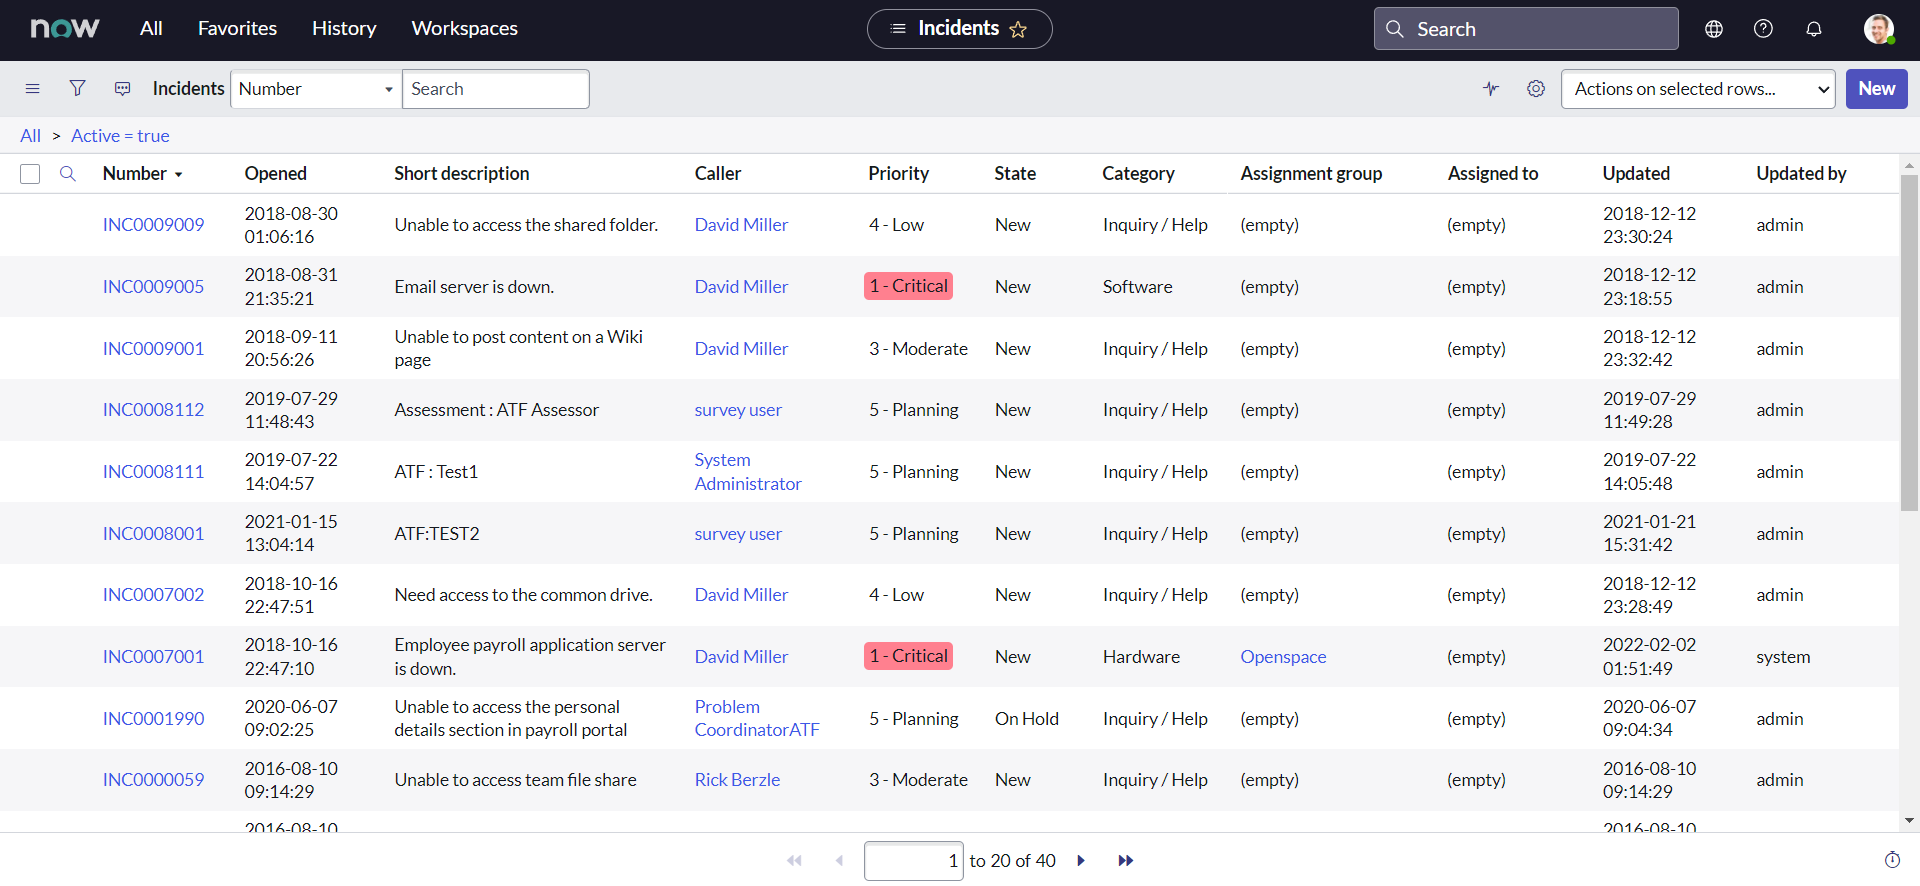 now All Favorites History Workspaces Incidents Search
Incidents Number Search Actions on selected rows... New
All > Active = true
Number Opened Short description Caller Priority State Category Assignment group Assigned to Updated Updated by
INC0009009 2018-08-30 01:06:16 Unable to access the shared folder. David Miller 4 - Low New Inquiry / Help (empty) (empty) 2018-12-12 23:30:24 admin
INC0009005 2018-08-31 21:35:21 Email server is down. David Miller 1 - Critical New Software (empty) (empty) 2018-12-12 23:18:55 admin
INC0009001 2018-09-11 20:56:26 Unable to post content on a Wiki page David Miller 3 - Moderate New Inquiry / Help (empty) (empty) 2018-12-12 23:32:42 admin
INC0008112 2019-07-29 11:48:43 Assessment : ATF Assessor survey user 5 - Planning New Inquiry / Help (empty) (empty) 2019-07-29 11:49:28 admin
INC0008111 2019-07-22 14:04:57 ATF : Test1 System Administrator 5 - Planning New Inquiry / Help (empty) (empty) 2019-07-22 14:05:48 admin
INC0008001 2021-01-15 13:04:14 ATF:TEST2 survey user 5 - Planning New Inquiry / Help (empty) (empty) 2021-01-21 15:31:42 admin
INC0007002 2018-10-16 22:47:51 Need access to the common drive. David Miller 4 - Low New Inquiry / Help (empty) (empty) 2018-12-12 23:28:49 admin
INC0007001 2018-10-16 22:47:10 Employee payroll application server is down. David Miller 1 - Critical New Hardware Openspace (empty) 2022-02-02 01:51:49 system
INC0001990 2020-06-07 09:02:25 Unable to access the personal details section in payroll portal Problem CoordinatorATF 5 - Planning On Hold Inquiry / Help (empty) (empty) 2020-06-07 09:04:34 admin
INC0000059 2016-08-10 09:14:29 Unable to access team file share Rick Berzle 3 - Moderate New Inquiry / Help (empty) (empty) 2016-08-10 09:14:29 admin
2016-08-10 2016-08-10
1 to 20 of 40